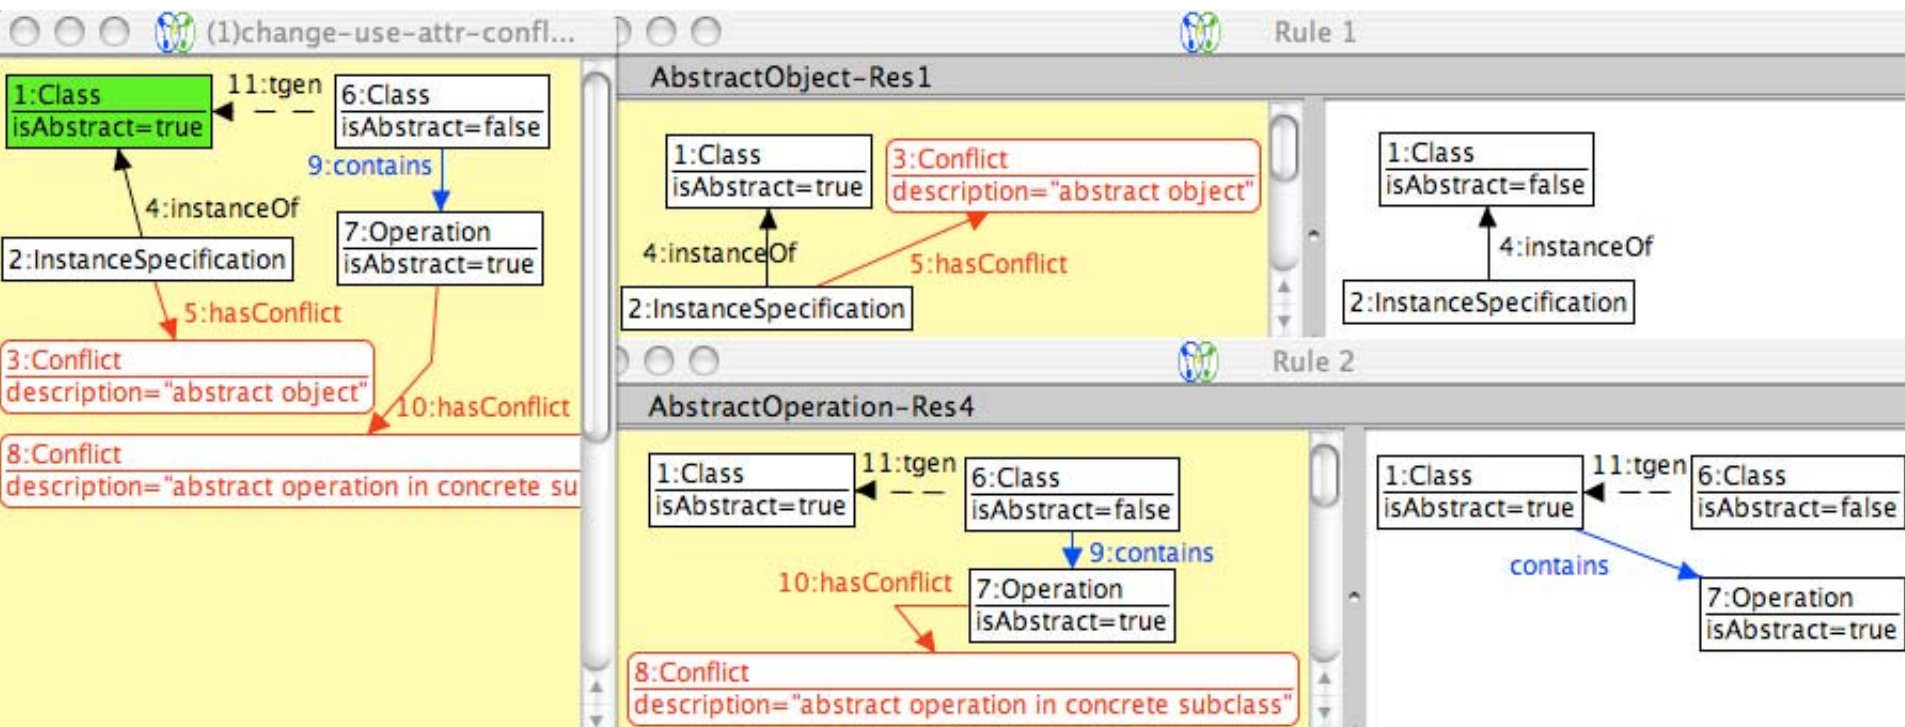 (1)change-use-attr-confl...
1:Class
isAbstract=true
11:tgen
6:Class
isAbstract=false
9:contains
4:instanceOf
7:Operation
isAbstract=true
2:InstanceSpecification
5:hasConflict
3:Conflict
description="abstract object"
10:hasConflict
8:Conflict
description="abstract operation in concrete su
Rule 1
AbstractObject-Res1
1:Class
isAbstract=true
3:Conflict
description="abstract object"
4:instanceOf
5:hasConflict
2:InstanceSpecification
1:Class
isAbstract=false
4:instanceOf
2:InstanceSpecification
Rule 2
AbstractOperation-Res4
1:Class
isAbstract=true
11:tgen
6:Class
isAbstract=false
9:contains
10:hasConflict
7:Operation
isAbstract=true
8:Conflict
description="abstract operation in concrete subclass"
1:Class
isAbstract=true
11:tgen
6:Class
isAbstract=false
contains
7:Operation
isAbstract=true